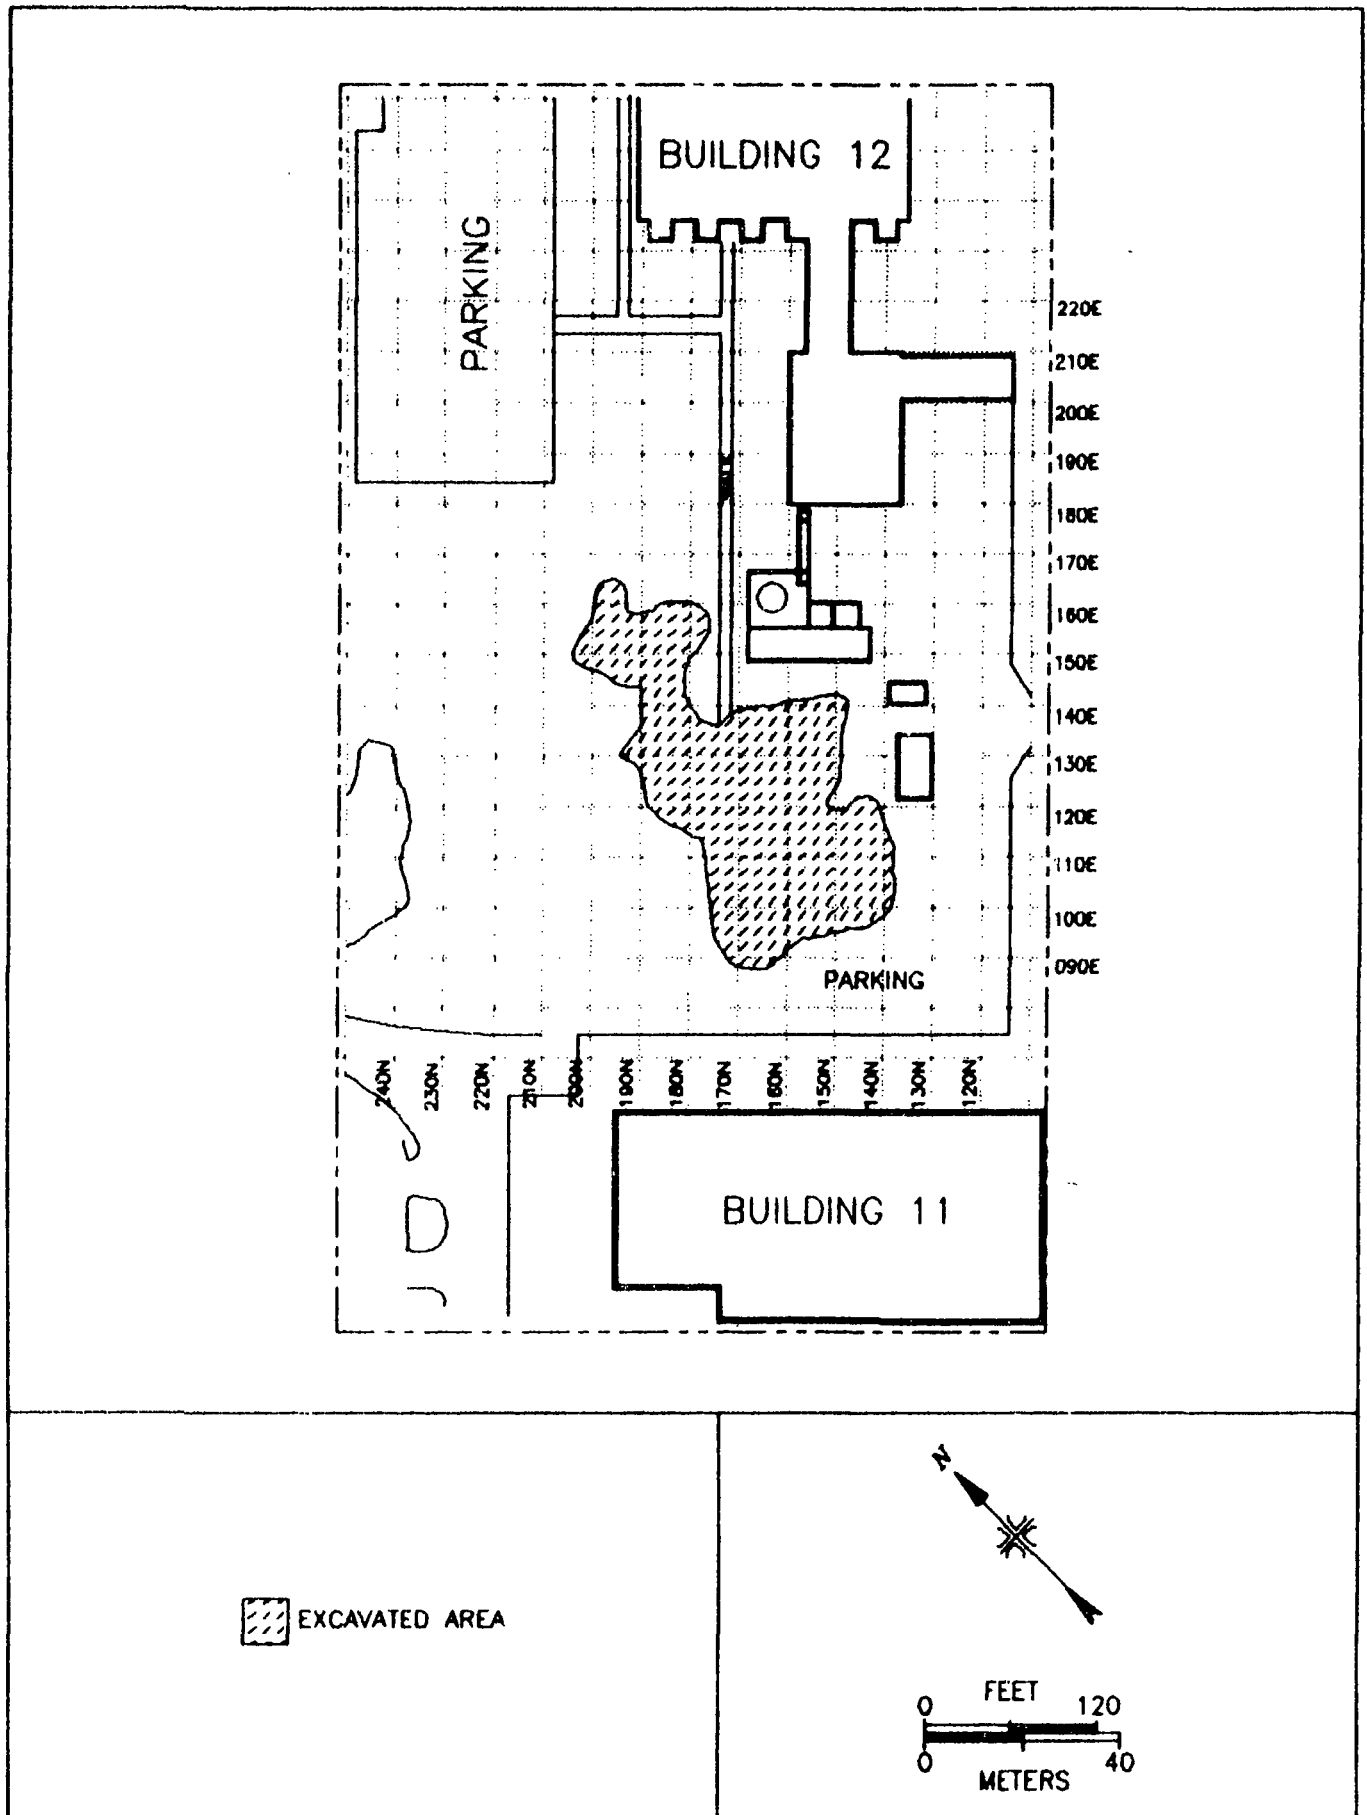 BUILDING 12
PARKING
220E
210E
200E
190E
180E
170E
160E
150E
140E
130E
120E
110E
100E
090E
PARKING
240N
230N
220N
210N
200N
190N
180N
170N
160N
150N
140N
130N
120N
BUILDING 11
N
EXCAVATED AREA
FEET
0 120
0 40
METERS